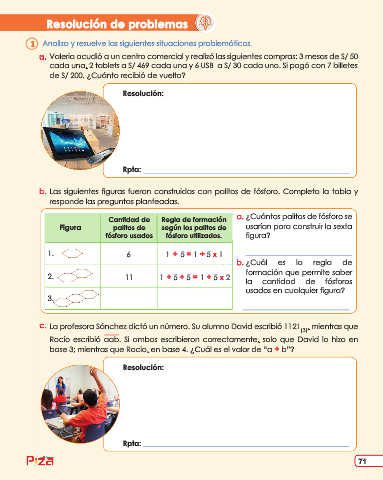 Resolución de problemas
1 Analizo y resuelve las siguientes situaciones problemáticas.
a. Valeria acudió a un centro comercial y realizó las siguientes compras: 3 mesas de S/ 50
cada una, 2 tablets a S/ 469 cada una y 6 USB a S/ 30 cada uno. Si pagó con 7 billetes
de S/ 200. ¿Cuánto recibió de vuelto?
Resolución:
Rpta:
b. Las siguientes figuras fueron construidas con palitos de fósforo. Completo la tabla y
responde las preguntas planteadas.
Figura
Cantidad de
palitos de
fósforo usados
Regla de formación
según los palitos de
fósforo utilizados.
1.
6
1 + 5 = 1 + 5 x 1
2.
11
1 + 5 + 5 = 1 + 5 x 2
3.
a. ¿Cuántos palitos de fósforo se
usarían para construir la sexta
figura?
b. ¿Cuál es la regla de
formación que permite saber
la cantidad de fósforos
usados en cualquier figura?
c. La profesora Sánchez dictó un número. Su alumno David escribió 1121(3), mientras que
Rocío escribió aab. Si ambos escribieron correctamente, solo que David lo hizo en
base 3; mientras que Rocío, en base 4. ¿Cuál es el valor de "a + b"?
Resolución:
Rpta:
71